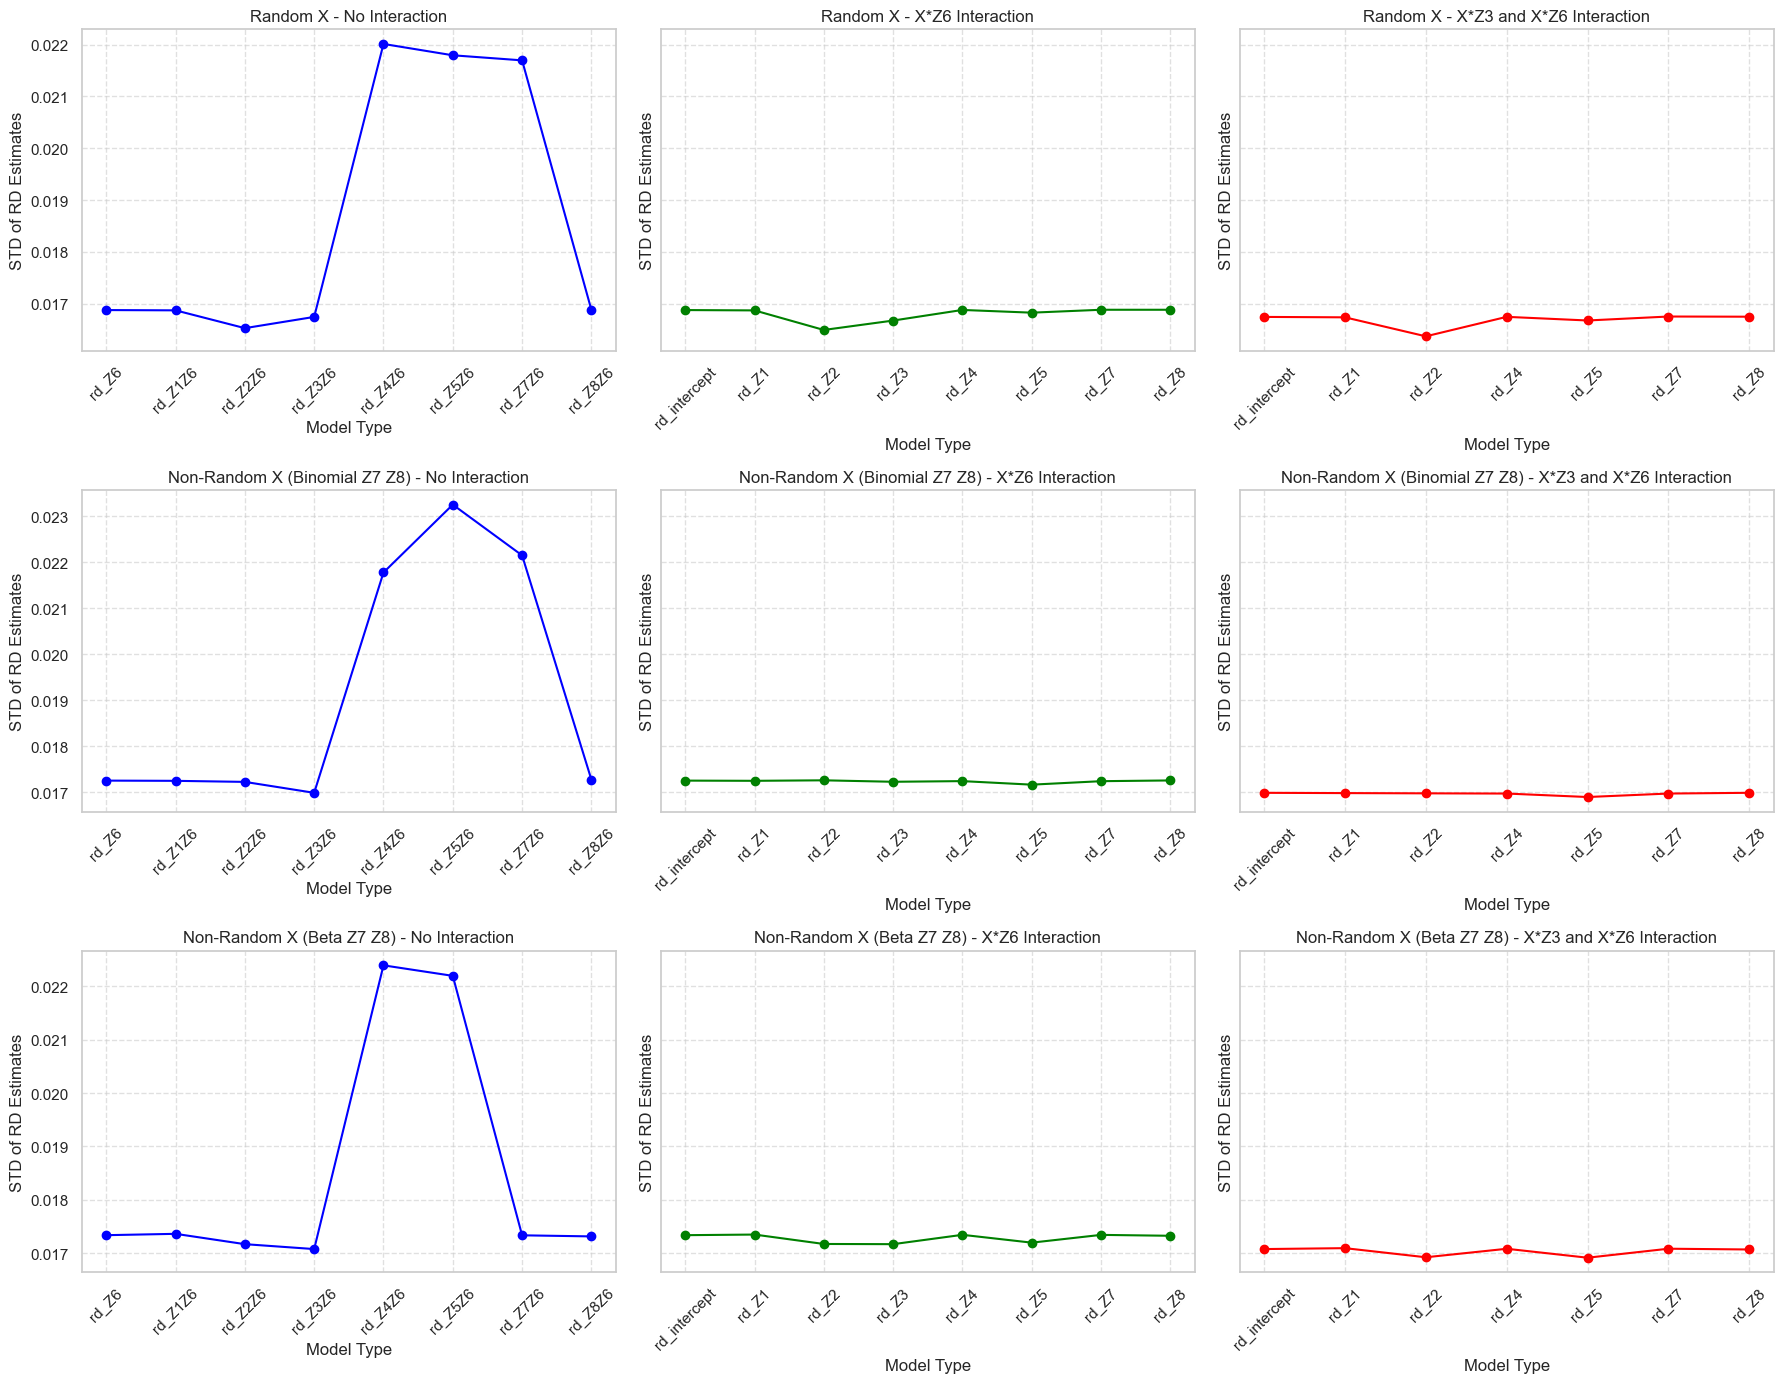 Random X - No Interaction
STD of RD Estimates
0.022
0.021
0.020
0.019
0.018
0.017
rd_Z6
rd_Z1Z6
rd_Z2Z6
rd_Z3Z6
rd_Z4Z6
rd_Z5Z6
rd_Z7Z6
rd_Z8Z6
Model Type
Random X - X*Z6 Interaction
STD of RD Estimates
rd_intercept
rd_Z1
rd_Z2
rd_Z3
rd_Z4
rd_Z5
rd_Z7
rd_Z8
Model Type
Random X - X*Z3 and X*Z6 Interaction
STD of RD Estimates
rd_intercept
rd_Z1
rd_Z2
rd_Z4
rd_Z5
rd_Z7
rd_Z8
Model Type
Non-Random X (Binomial Z7 Z8) - No Interaction
STD of RD Estimates
0.023
0.022
0.021
0.020
0.019
0.018
0.017
rd_Z6
rd_Z1Z6
rd_Z2Z6
rd_Z3Z6
rd_Z4Z6
rd_Z5Z6
rd_Z7Z6
rd_Z8Z6
Model Type
Non-Random X (Binomial Z7 Z8) - X*Z6 Interaction
STD of RD Estimates
rd_intercept
rd_Z1
rd_Z2
rd_Z3
rd_Z4
rd_Z5
rd_Z7
rd_Z8
Model Type
Non-Random X (Binomial Z7 Z8) - X*Z3 and X*Z6 Interaction
STD of RD Estimates
rd_intercept
rd_Z1
rd_Z2
rd_Z4
rd_Z5
rd_Z7
rd_Z8
Model Type
Non-Random X (Beta Z7 Z8) - No Interaction
STD of RD Estimates
0.022
0.021
0.020
0.019
0.018
0.017
rd_Z6
rd_Z1Z6
rd_Z2Z6
rd_Z3Z6
rd_Z4Z6
rd_Z5Z6
rd_Z7Z6
rd_Z8Z6
Model Type
Non-Random X (Beta Z7 Z8) - X*Z6 Interaction
STD of RD Estimates
rd_intercept
rd_Z1
rd_Z2
rd_Z3
rd_Z4
rd_Z5
rd_Z7
rd_Z8
Model Type
Non-Random X (Beta Z7 Z8) - X*Z3 and X*Z6 Interaction
STD of RD Estimates
rd_intercept
rd_Z1
rd_Z2
rd_Z4
rd_Z5
rd_Z7
rd_Z8
Model Type